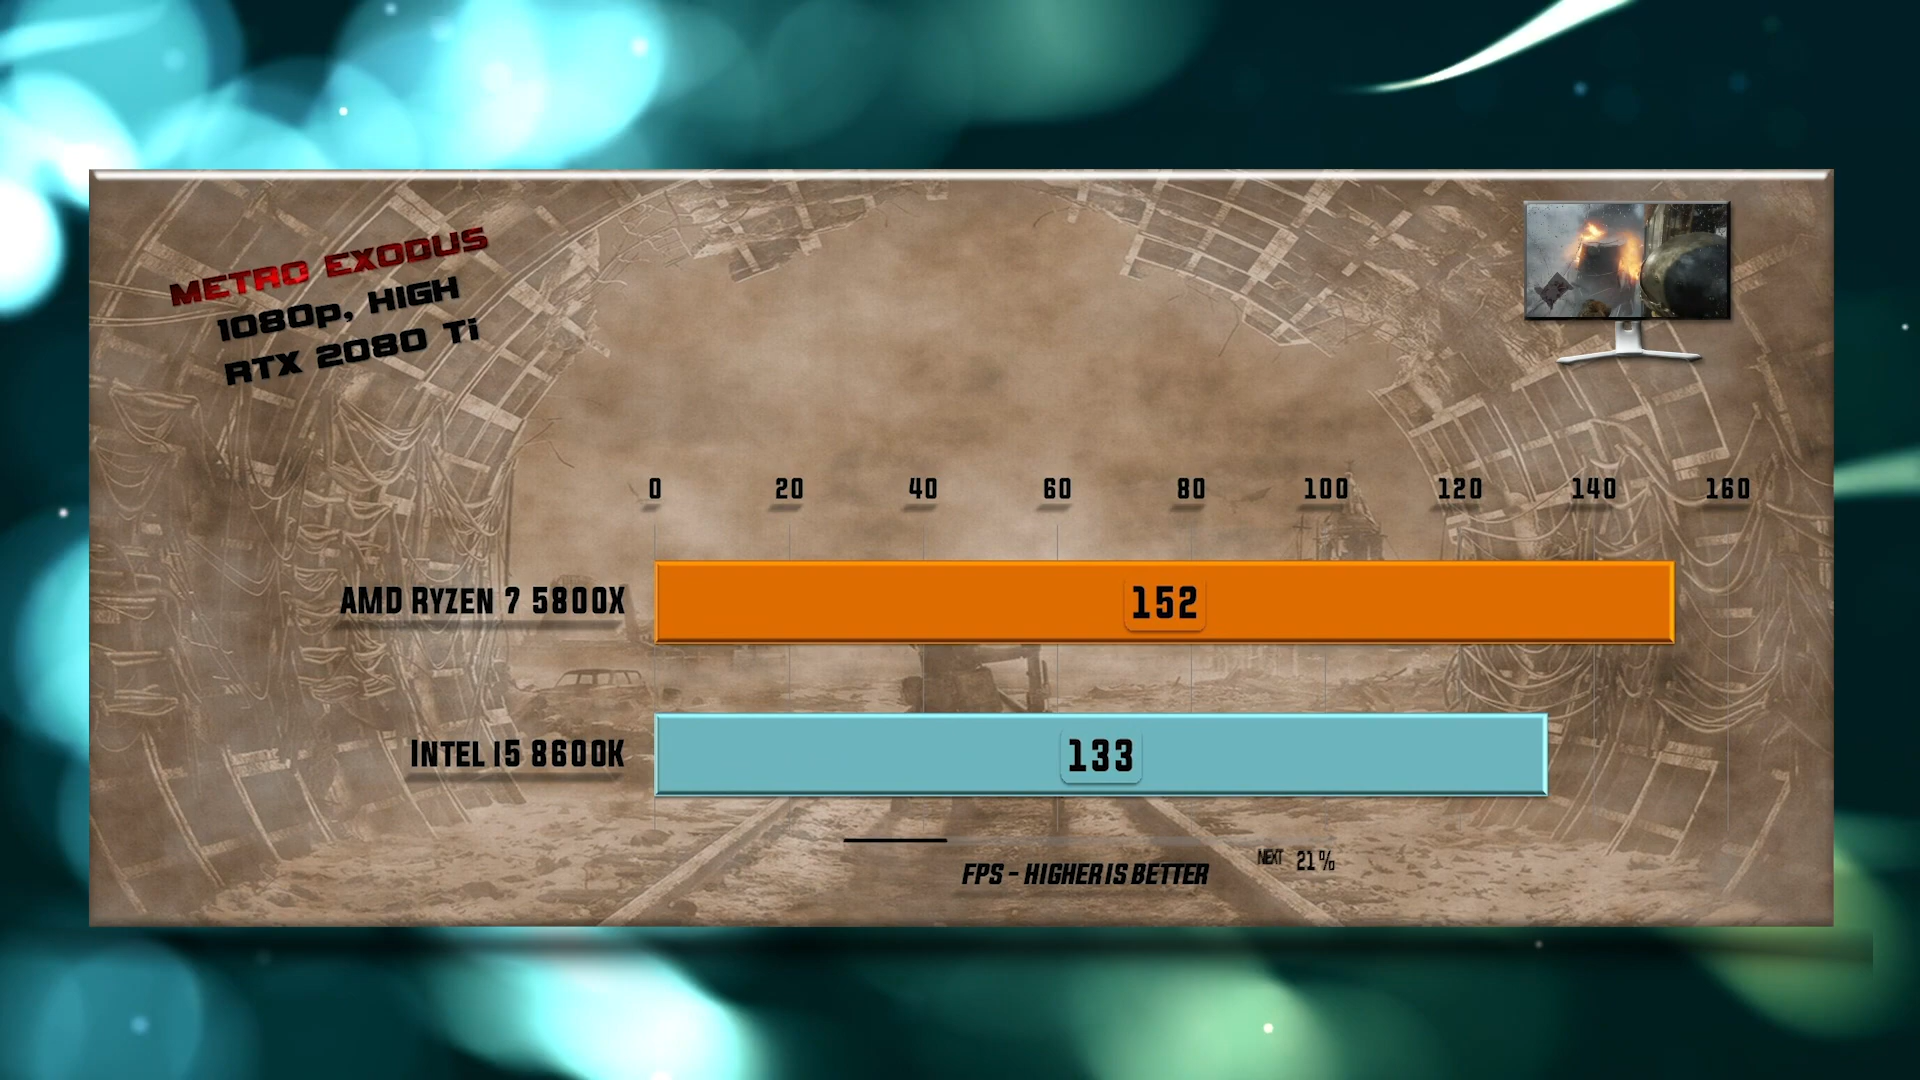 METRO EXODUS
1080p, HIGH
RTX 2080 Ti
0 20 40 60 80 100 120 140 160
AMD RYZEN 7 5800X 152
INTEL I5 8600K 133
FPS - HIGHER IS BETTER
NEXT 21%